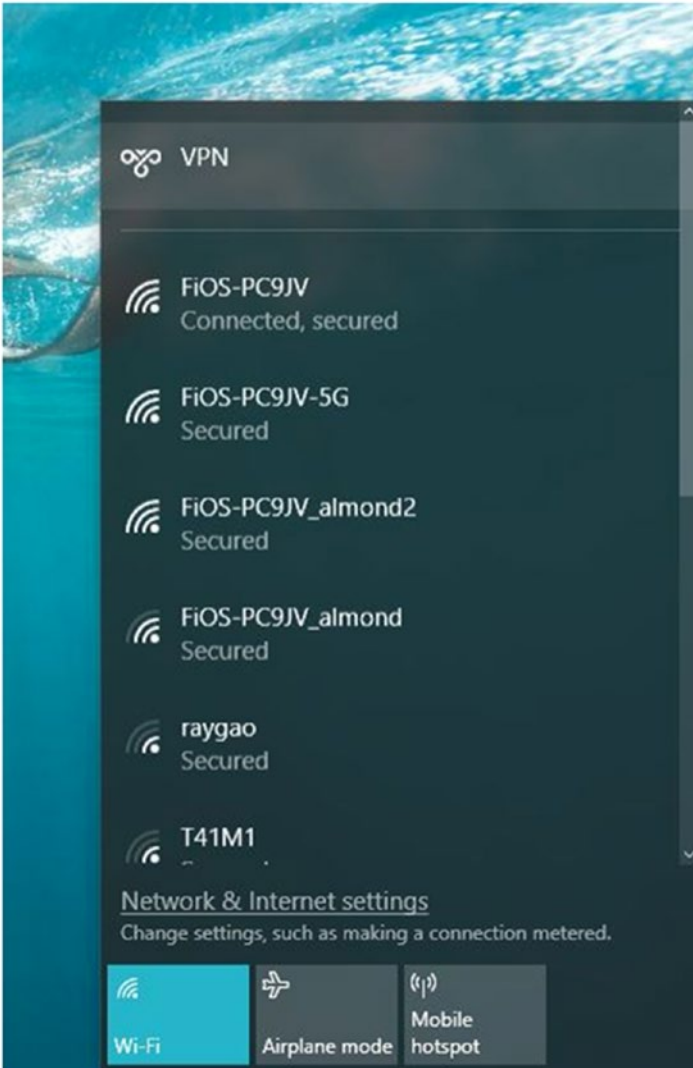 VPN
FiOS-PC9JV
Connected, secured
FiOS-PC9JV-5G
Secured
FiOS-PC9JV_almond2
Secured
FiOS-PC9JV_almond
Secured
raygao
Secured
T41M1
Network & Internet settings
Change settings, such as making a connection metered.
Wi-Fi
Airplane mode
Mobile
hotspot